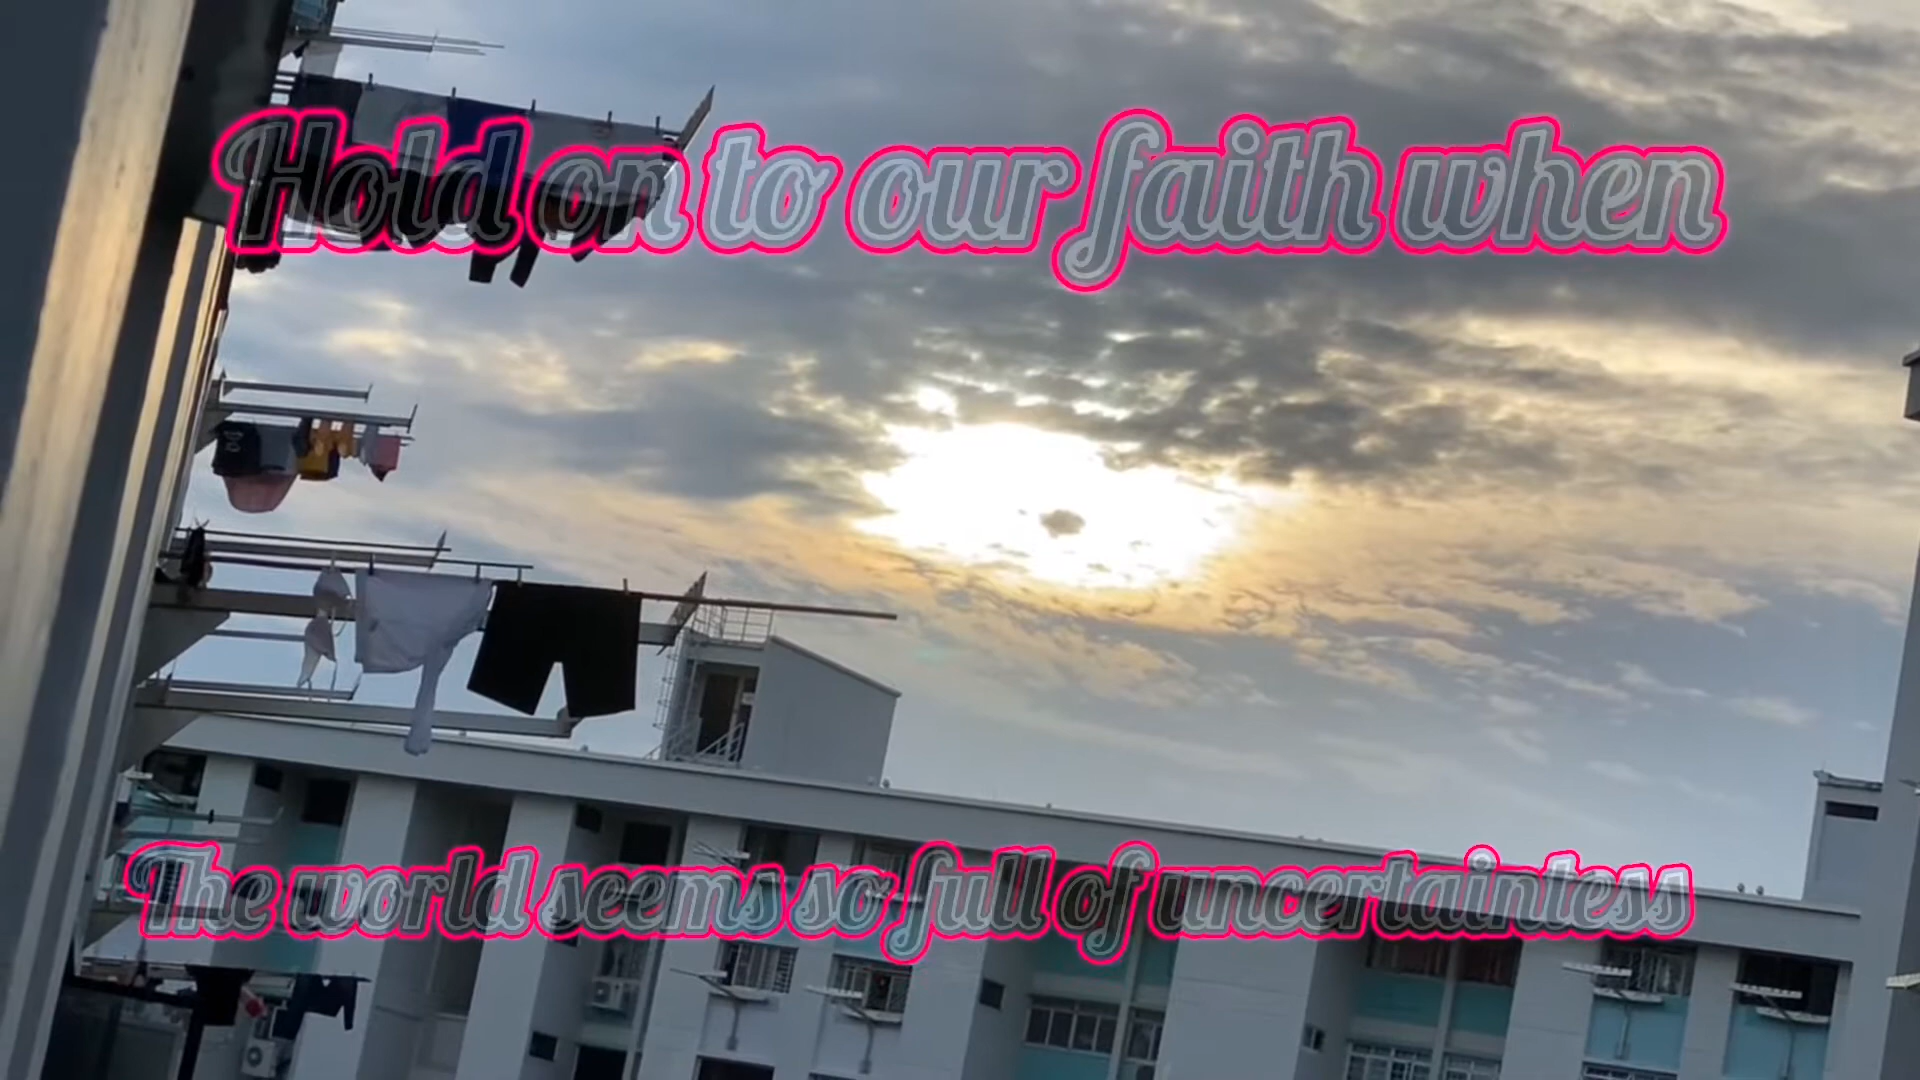 Hold on to our faith when
The world seems so full of uncertaintess